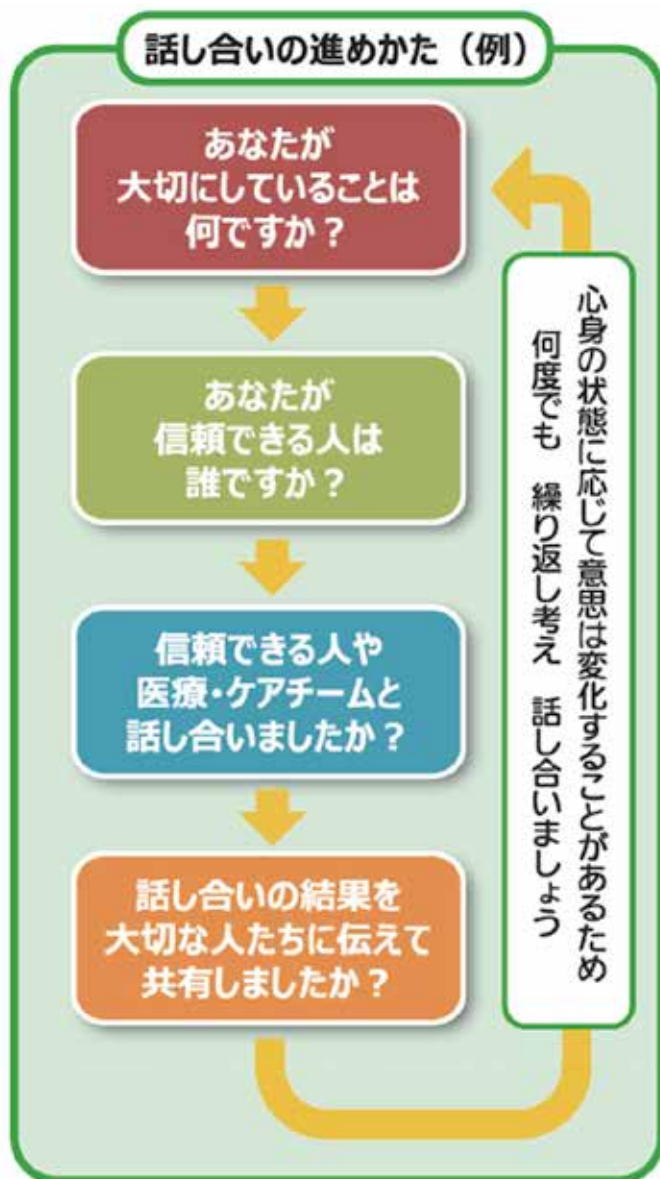 話し合いの進めかた（例）
あなたが
大切にしていることは
何ですか？
あなたが
信頼できる人は
誰ですか？
信頼できる人や
医療・ケアチームと
話し合いましたか？
話し合いの結果を
大切な人たちに伝えて
共有しましたか？
心身の状態に応じて意思は変化することがあるため
何度でも　繰り返し考え　話し合いましょう